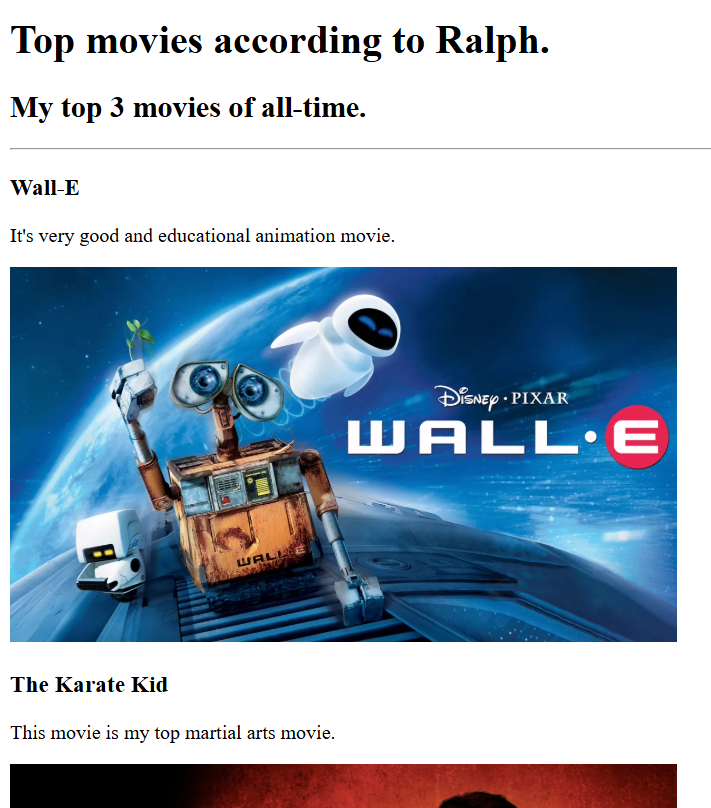 Top movies according to Ralph.
My top 3 movies of all-time.
Wall-E
It's very good and educational animation movie.
DISNEY · PIXAR
WALL·E
WALL·E
The Karate Kid
This movie is my top martial arts movie.